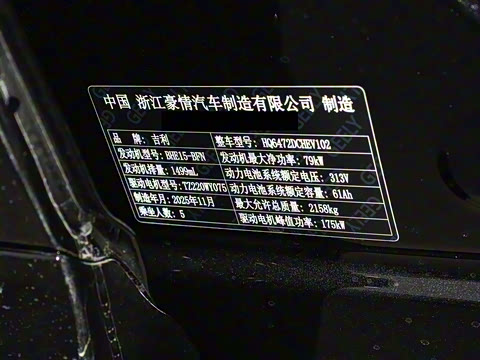 中国 浙江豪情汽车制造有限公司 制造
品 牌: 吉利 整车型号: HQ6472DCHEV102
发动机型号: BHE15-BFN 发动机最大净功率: 79kW
发动机排量: 1499mL 动力电池系统额定电压: 313V
驱动电机型号: TZ220XY075 动力电池系统额定容量: 61Ah
制造年月: 2025年11月 最大允许总质量: 2158kg
乘坐人数: 5 驱动电机峰值功率: 175kW
GEELY